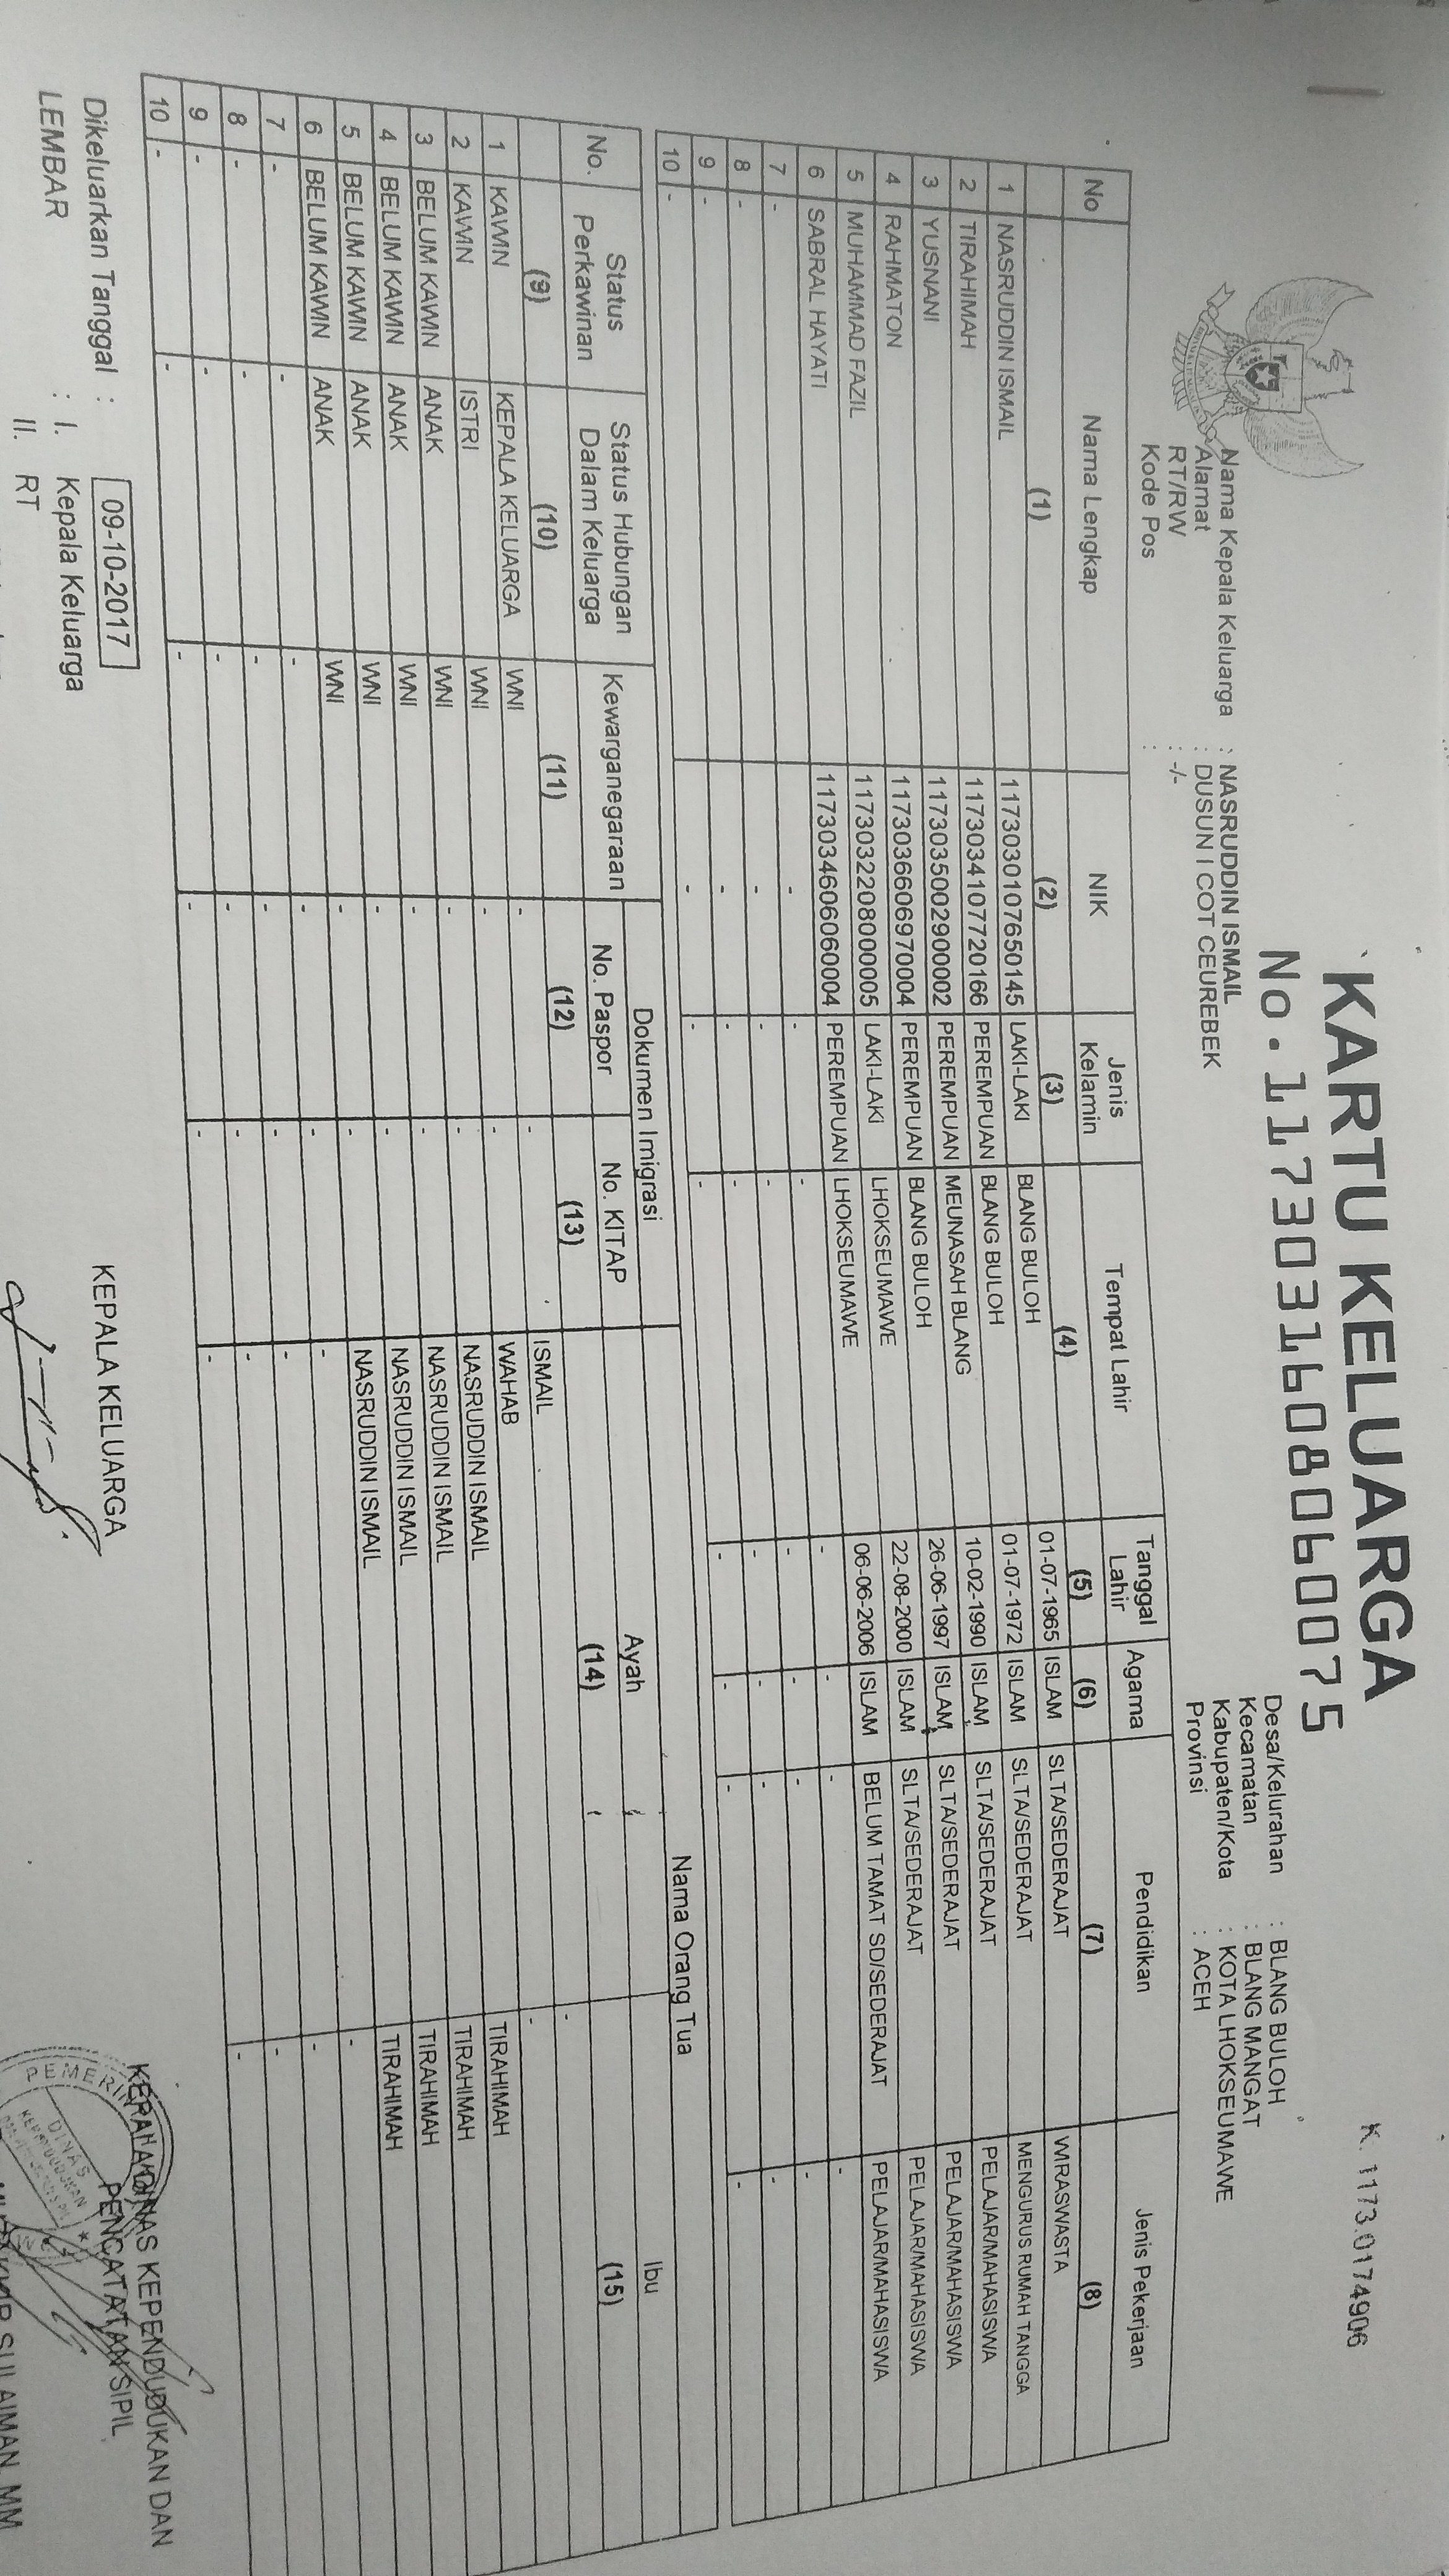 K. 1173.0174906
KARTU KELUARGA
No.1173031608060075
Nama Kepala Keluarga : NASRUDDIN ISMAIL
Alamat : DUSUN I COT CEUREBEK
RT/RW : -/-
Kode Pos :
Desa/Kelurahan : BLANG BULOH
Kecamatan : BLANG MANGAT
Kabupaten/Kota : KOTA LHOKSEUMAWE
Provinsi : ACEH
No Nama Lengkap NIK Jenis Kelamin Tempat Lahir Tanggal Lahir Agama Pendidikan Jenis Pekerjaan
(1) (2) (3) (4) (5) (6) (7) (8)
1 NASRUDDIN ISMAIL 1173030107650145 LAKI-LAKI BLANG BULOH 01-07-1965 ISLAM SLTA/SEDERAJAT WIRASWASTA
2 TIRAHIMAH 1173034107720166 PEREMPUAN BLANG BULOH 01-07-1972 ISLAM SLTA/SEDERAJAT MENGURUS RUMAH TANGGA
3 YUSNANI 1173035002900002 PEREMPUAN MEUNASAH BLANG 10-02-1990 ISLAM SLTA/SEDERAJAT PELAJAR/MAHASISWA
4 RAHMATON 1173036606970004 PEREMPUAN BLANG BULOH 26-06-1997 ISLAM SLTA/SEDERAJAT PELAJAR/MAHASISWA
5 MUHAMMAD FAZIL 1173032208000005 LAKI-LAKI LHOKSEUMAWE 22-08-2000 ISLAM SLTA/SEDERAJAT PELAJAR/MAHASISWA
6 SABRAL HAYATI 1173034606060004 PEREMPUAN LHOKSEUMAWE 06-06-2006 ISLAM BELUM TAMAT SD/SEDERAJAT PELAJAR/MAHASISWA
7 - - - - - - - -
8 - - - - - - - -
9 - - - - - - - -
10 - - - - - - - -
No. Status Perkawinan Status Hubungan Dalam Keluarga Kewarganegaraan Dokumen Imigrasi Nama Orang Tua
No. Paspor No. KITAP Ayah Ibu
(9) (10) (11) (12) (13) (14) (15)
1 KAWIN KEPALA KELUARGA WNI - - ISMAIL -
2 KAWIN ISTRI WNI - - WAHAB -
3 BELUM KAWIN ANAK WNI - - NASRUDDIN ISMAIL TIRAHIMAH
4 BELUM KAWIN ANAK WNI - - NASRUDDIN ISMAIL TIRAHIMAH
5 BELUM KAWIN ANAK WNI - - NASRUDDIN ISMAIL TIRAHIMAH
6 BELUM KAWIN ANAK WNI - - NASRUDDIN ISMAIL TIRAHIMAH
7 - - - - - - -
8 - - - - - - -
9 - - - - - - -
10 - - - - - - -
Dikeluarkan Tanggal : 09-10-2017
LEMBAR : I. Kepala Keluarga
II. RT
KEPALA KELUARGA
KEPALA DINAS KEPENDUDUKAN DAN
PENCATATAN SIPIL
PEMERIN
DINAS
KEPENDUDUKAN
SULAIMAN, MM